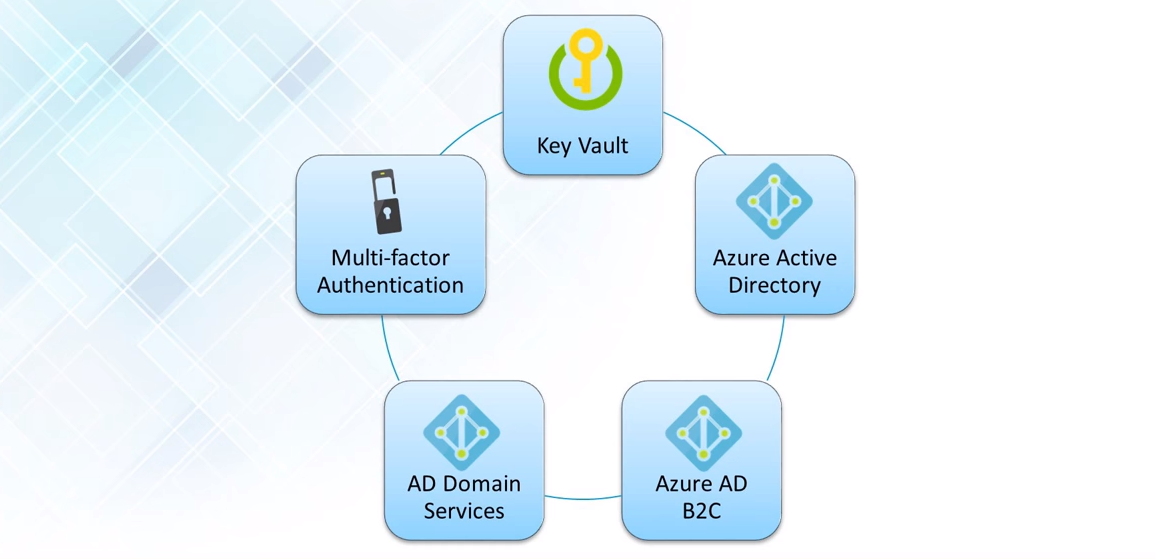 Key Vault
Multi-factor
Authentication
Azure Active
Directory
AD Domain
Services
Azure AD
B2C